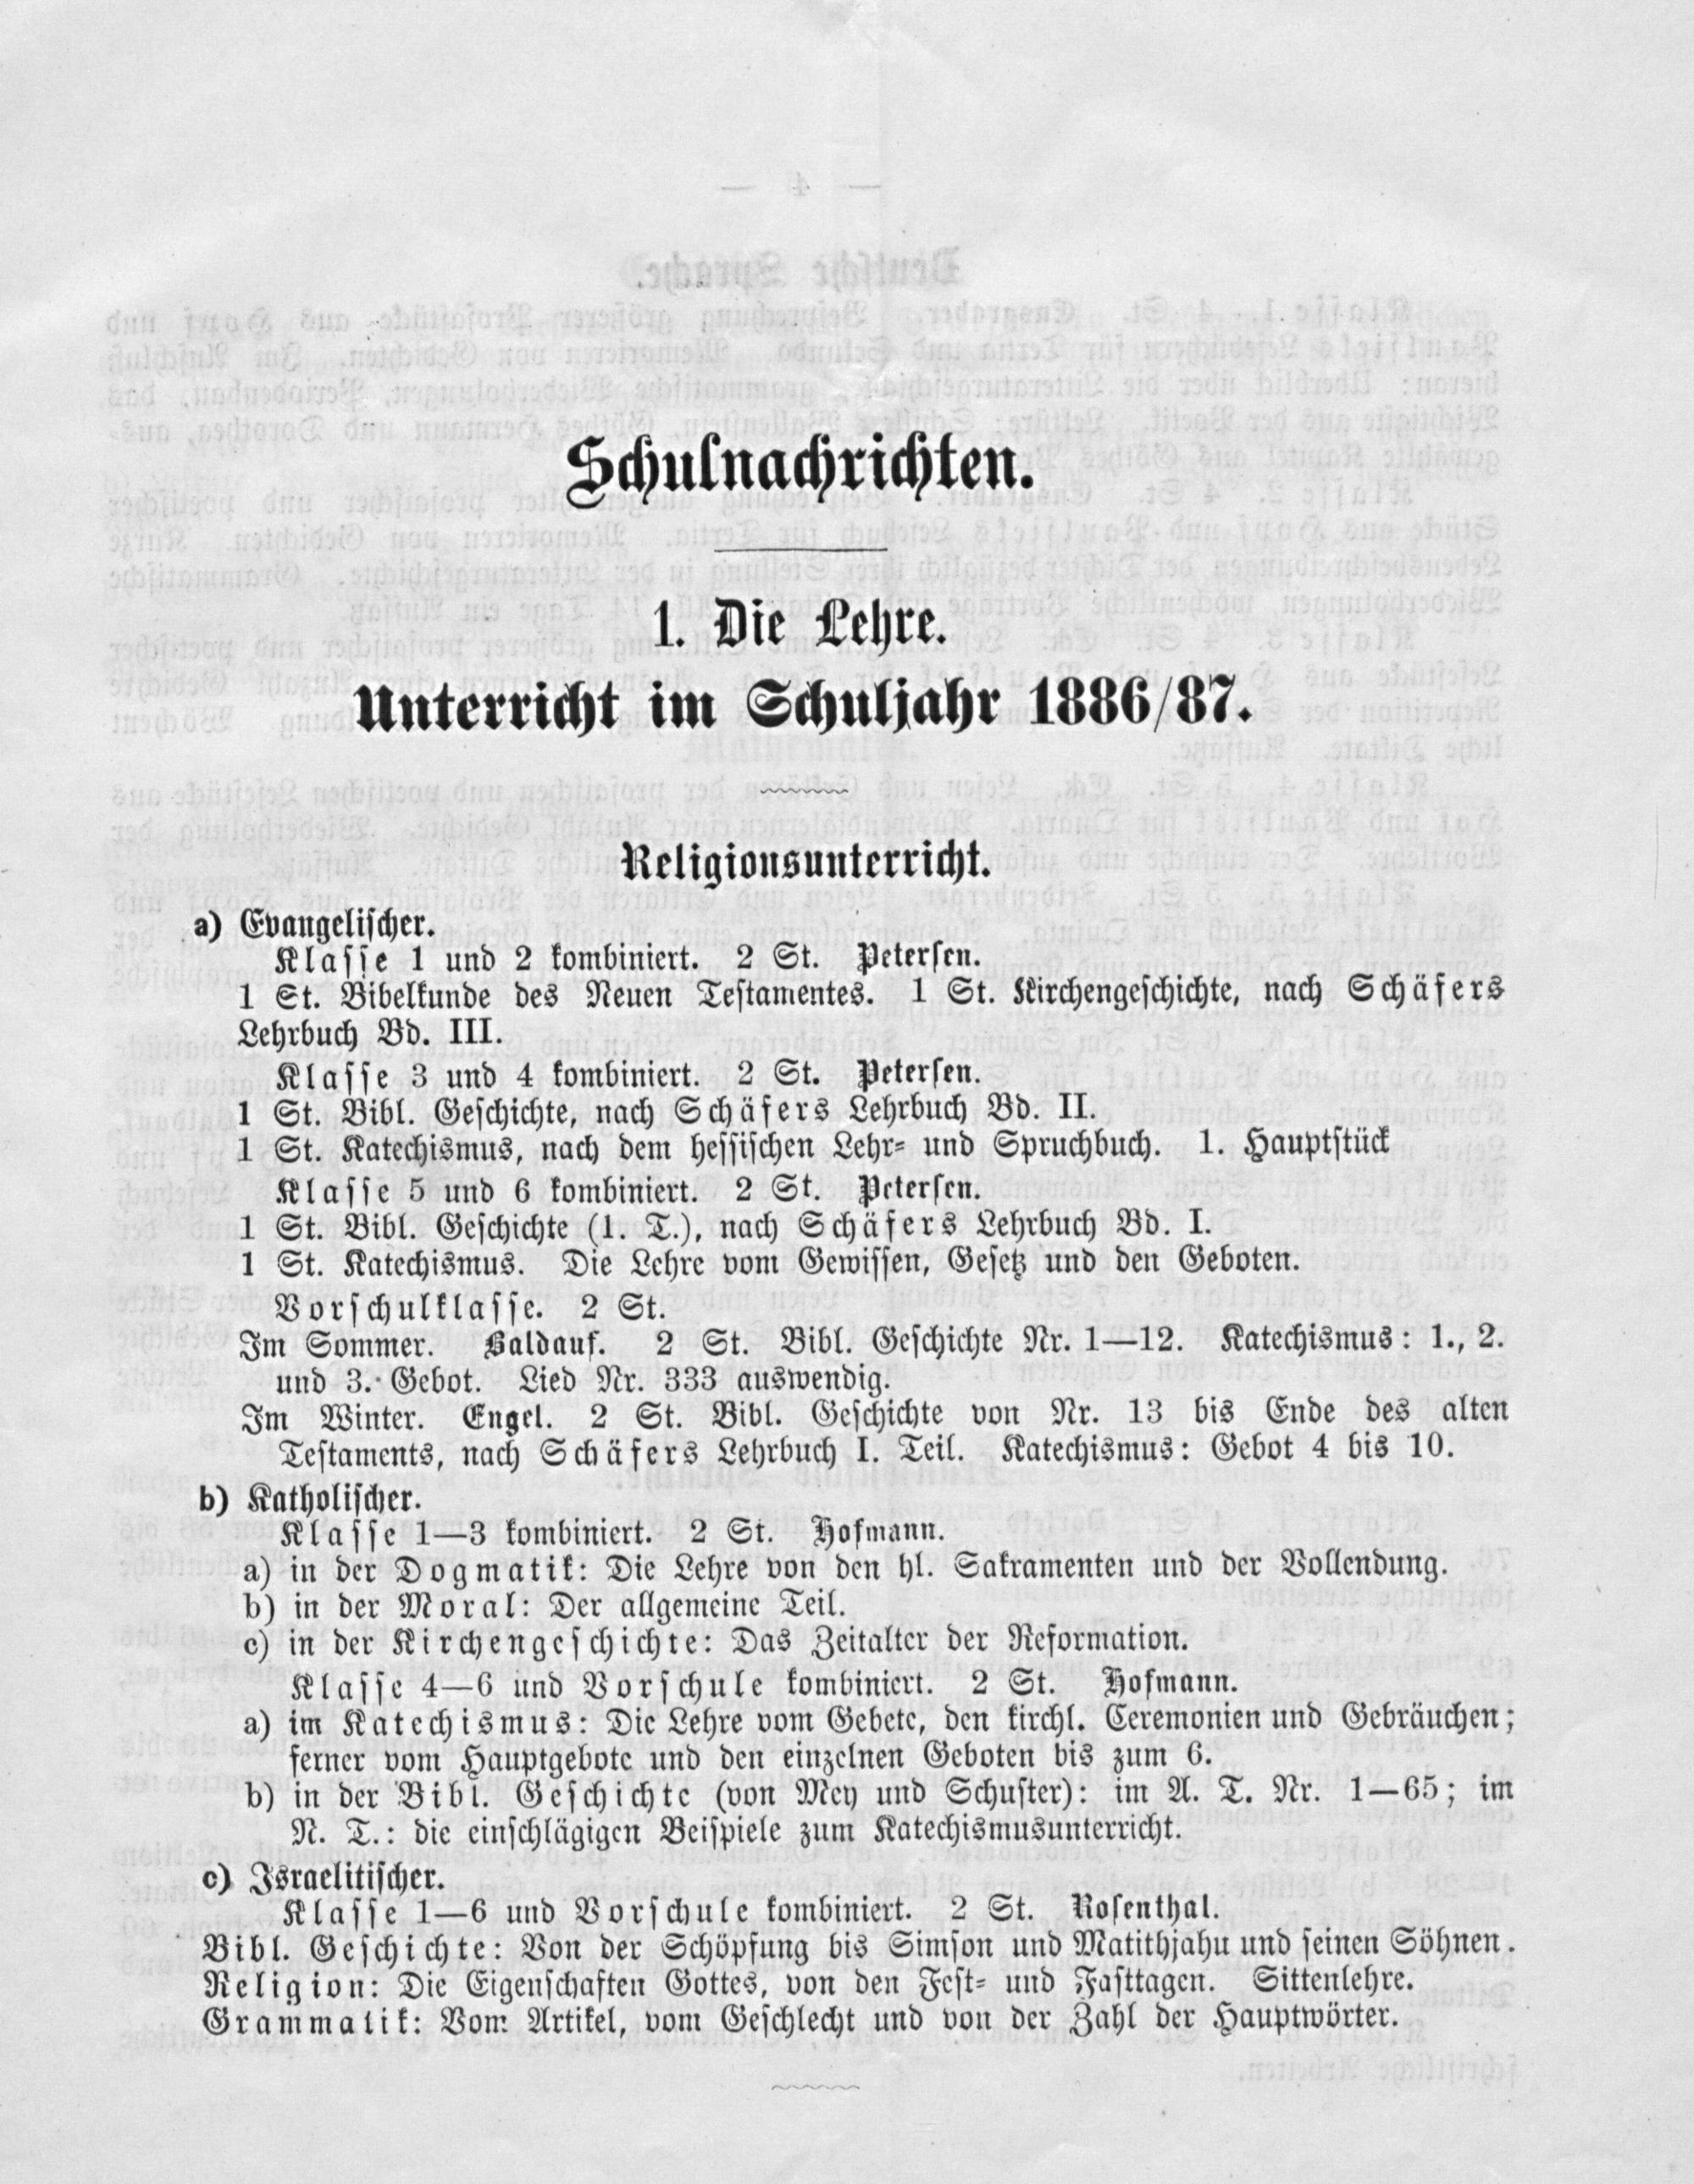 Schulnachrichten.
1. Die Lehre.
Unterricht im Schuljahr 1886/87.
Religionsunterricht.
a) Evangelischer.
Klasse 1 und 2 kombiniert. 2 St. Petersen.
1 St. Bibelkunde des Neuen Testamentes. 1 St. Kirchengeschichte, nach Schäfers
Lehrbuch Bd. III.
Klasse 3 und 4 kombiniert. 2 St. Petersen.
1 St. Bibl. Geschichte, nach Schäfers Lehrbuch Bd. II.
1 St. Katechismus, nach dem hessischen Lehr- und Spruchbuch. 1. Hauptstück
Klasse 5 und 6 kombiniert. 2 St. Petersen.
1 St. Bibl. Geschichte (1. T.), nach Schäfers Lehrbuch Bd. I.
1 St. Katechismus. Die Lehre vom Gewissen, Gesetz und den Geboten.
Vorschulklasse. 2 St.
Im Sommer. Baldauf. 2 St. Bibl. Geschichte Nr. 1—12. Katechismus: 1., 2.
und 3. Gebot. Lied Nr. 333 auswendig.
Im Winter. Engel. 2 St. Bibl. Geschichte von Nr. 13 bis Ende des alten
Testaments, nach Schäfers Lehrbuch I. Teil. Katechismus: Gebot 4 bis 10.
b) Katholischer.
Klasse 1—3 kombiniert. 2 St. Hofmann.
a) in der Dogmatik: Die Lehre von den hl. Sakramenten und der Vollendung.
b) in der Moral: Der allgemeine Teil.
c) in der Kirchengeschichte: Das Zeitalter der Reformation.
Klasse 4—6 und Vorschule kombiniert. 2 St. Hofmann.
a) im Katechismus: Die Lehre vom Gebete, den kirchl. Ceremonien und Gebräuchen;
ferner vom Hauptgebote und den einzelnen Geboten bis zum 6.
b) in der Bibl. Geschichte (von Mey und Schuster): im A. T. Nr. 1—65; im
N. T.: die einschlägigen Beispiele zum Katechismusunterricht.
c) Israelitischer.
Klasse 1—6 und Vorschule kombiniert. 2 St. Rosenthal.
Bibl. Geschichte: Von der Schöpfung bis Simson und Matithjahu und seinen Söhnen.
Religion: Die Eigenschaften Gottes, von den Fest- und Fasttagen. Sittenlehre.
Grammatik: Vom Artikel, vom Geschlecht und von der Zahl der Hauptwörter.